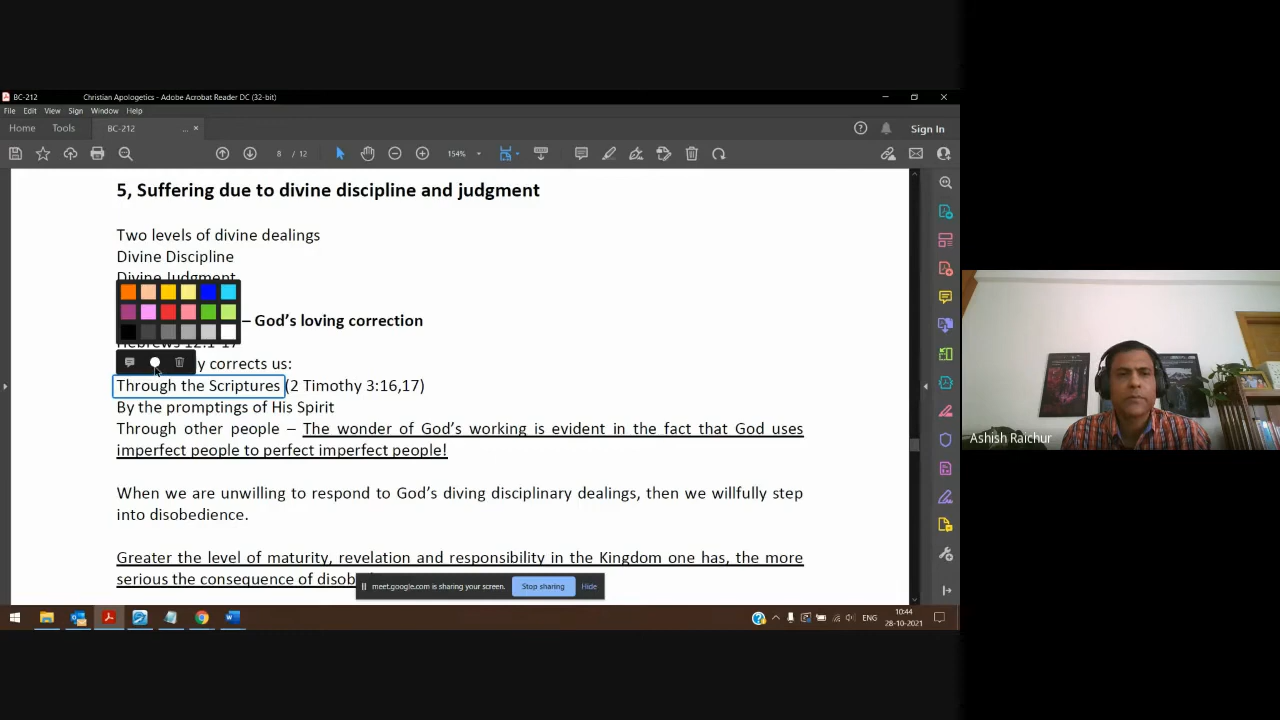 BC-212 Christian Apologetics - Adobe Acrobat Reader DC (32-bit)
File Edit View Sign Window Help
Home Tools BC-212 ... × Sign In
8 / 12 154%
5, Suffering due to divine discipline and judgment
Two levels of divine dealings
Divine Discipline
Divine Judgment
– God’s loving correction
Hebrews 12:1-17
y corrects us:
Through the Scriptures (2 Timothy 3:16,17)
By the promptings of His Spirit
Through other people – The wonder of God’s working is evident in the fact that God uses
imperfect people to perfect imperfect people!
When we are unwilling to respond to God’s diving disciplinary dealings, then we willfully step
into disobedience.
Greater the level of maturity, revelation and responsibility in the Kingdom one has, the more
serious the consequence of disob
meet.google.com is sharing your screen. Stop sharing Hide
Ashish Raichur
ENG
10:44
28-10-2021